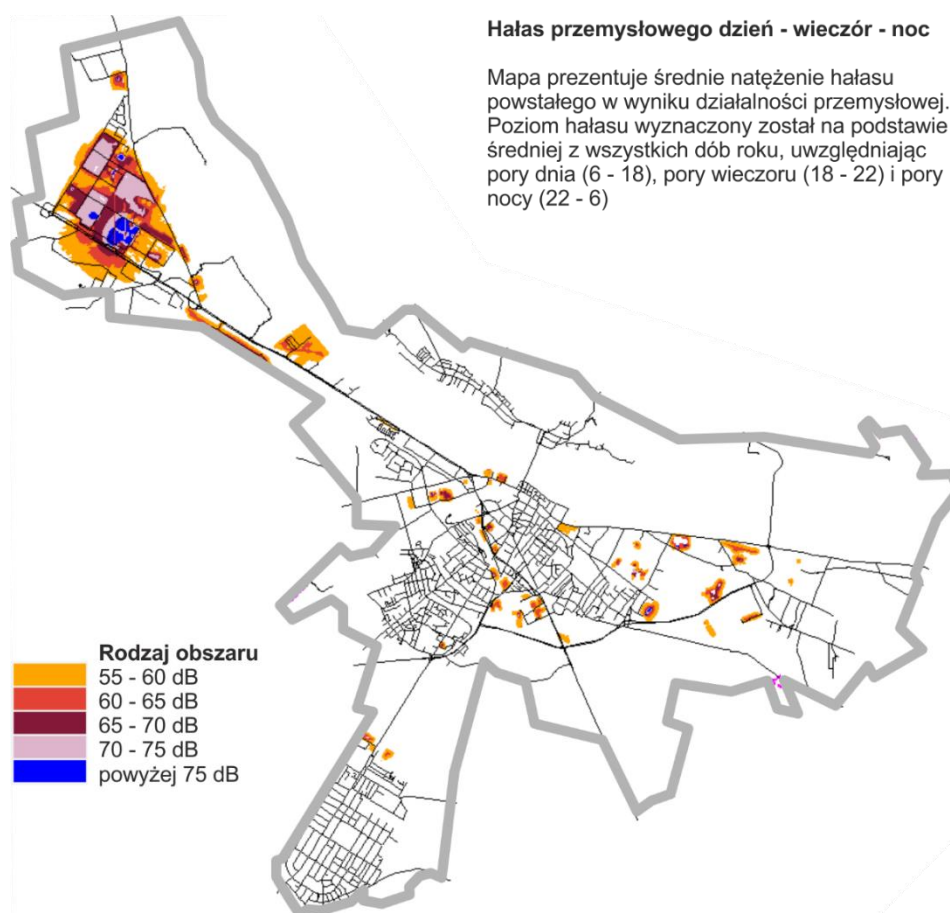 Hałas przemysłowego dzień - wieczór - noc
Mapa prezentuje średnie natężenie hałasu
powstałego w wyniku działalności przemysłowej.
Poziom hałasu wyznaczony został na podstawie
średniej z wszystkich dób roku, uwzględniając
pory dnia (6 - 18), pory wieczoru (18 - 22) i pory
nocy (22 - 6)
Rodzaj obszaru
55 - 60 dB
60 - 65 dB
65 - 70 dB
70 - 75 dB
powyżej 75 dB